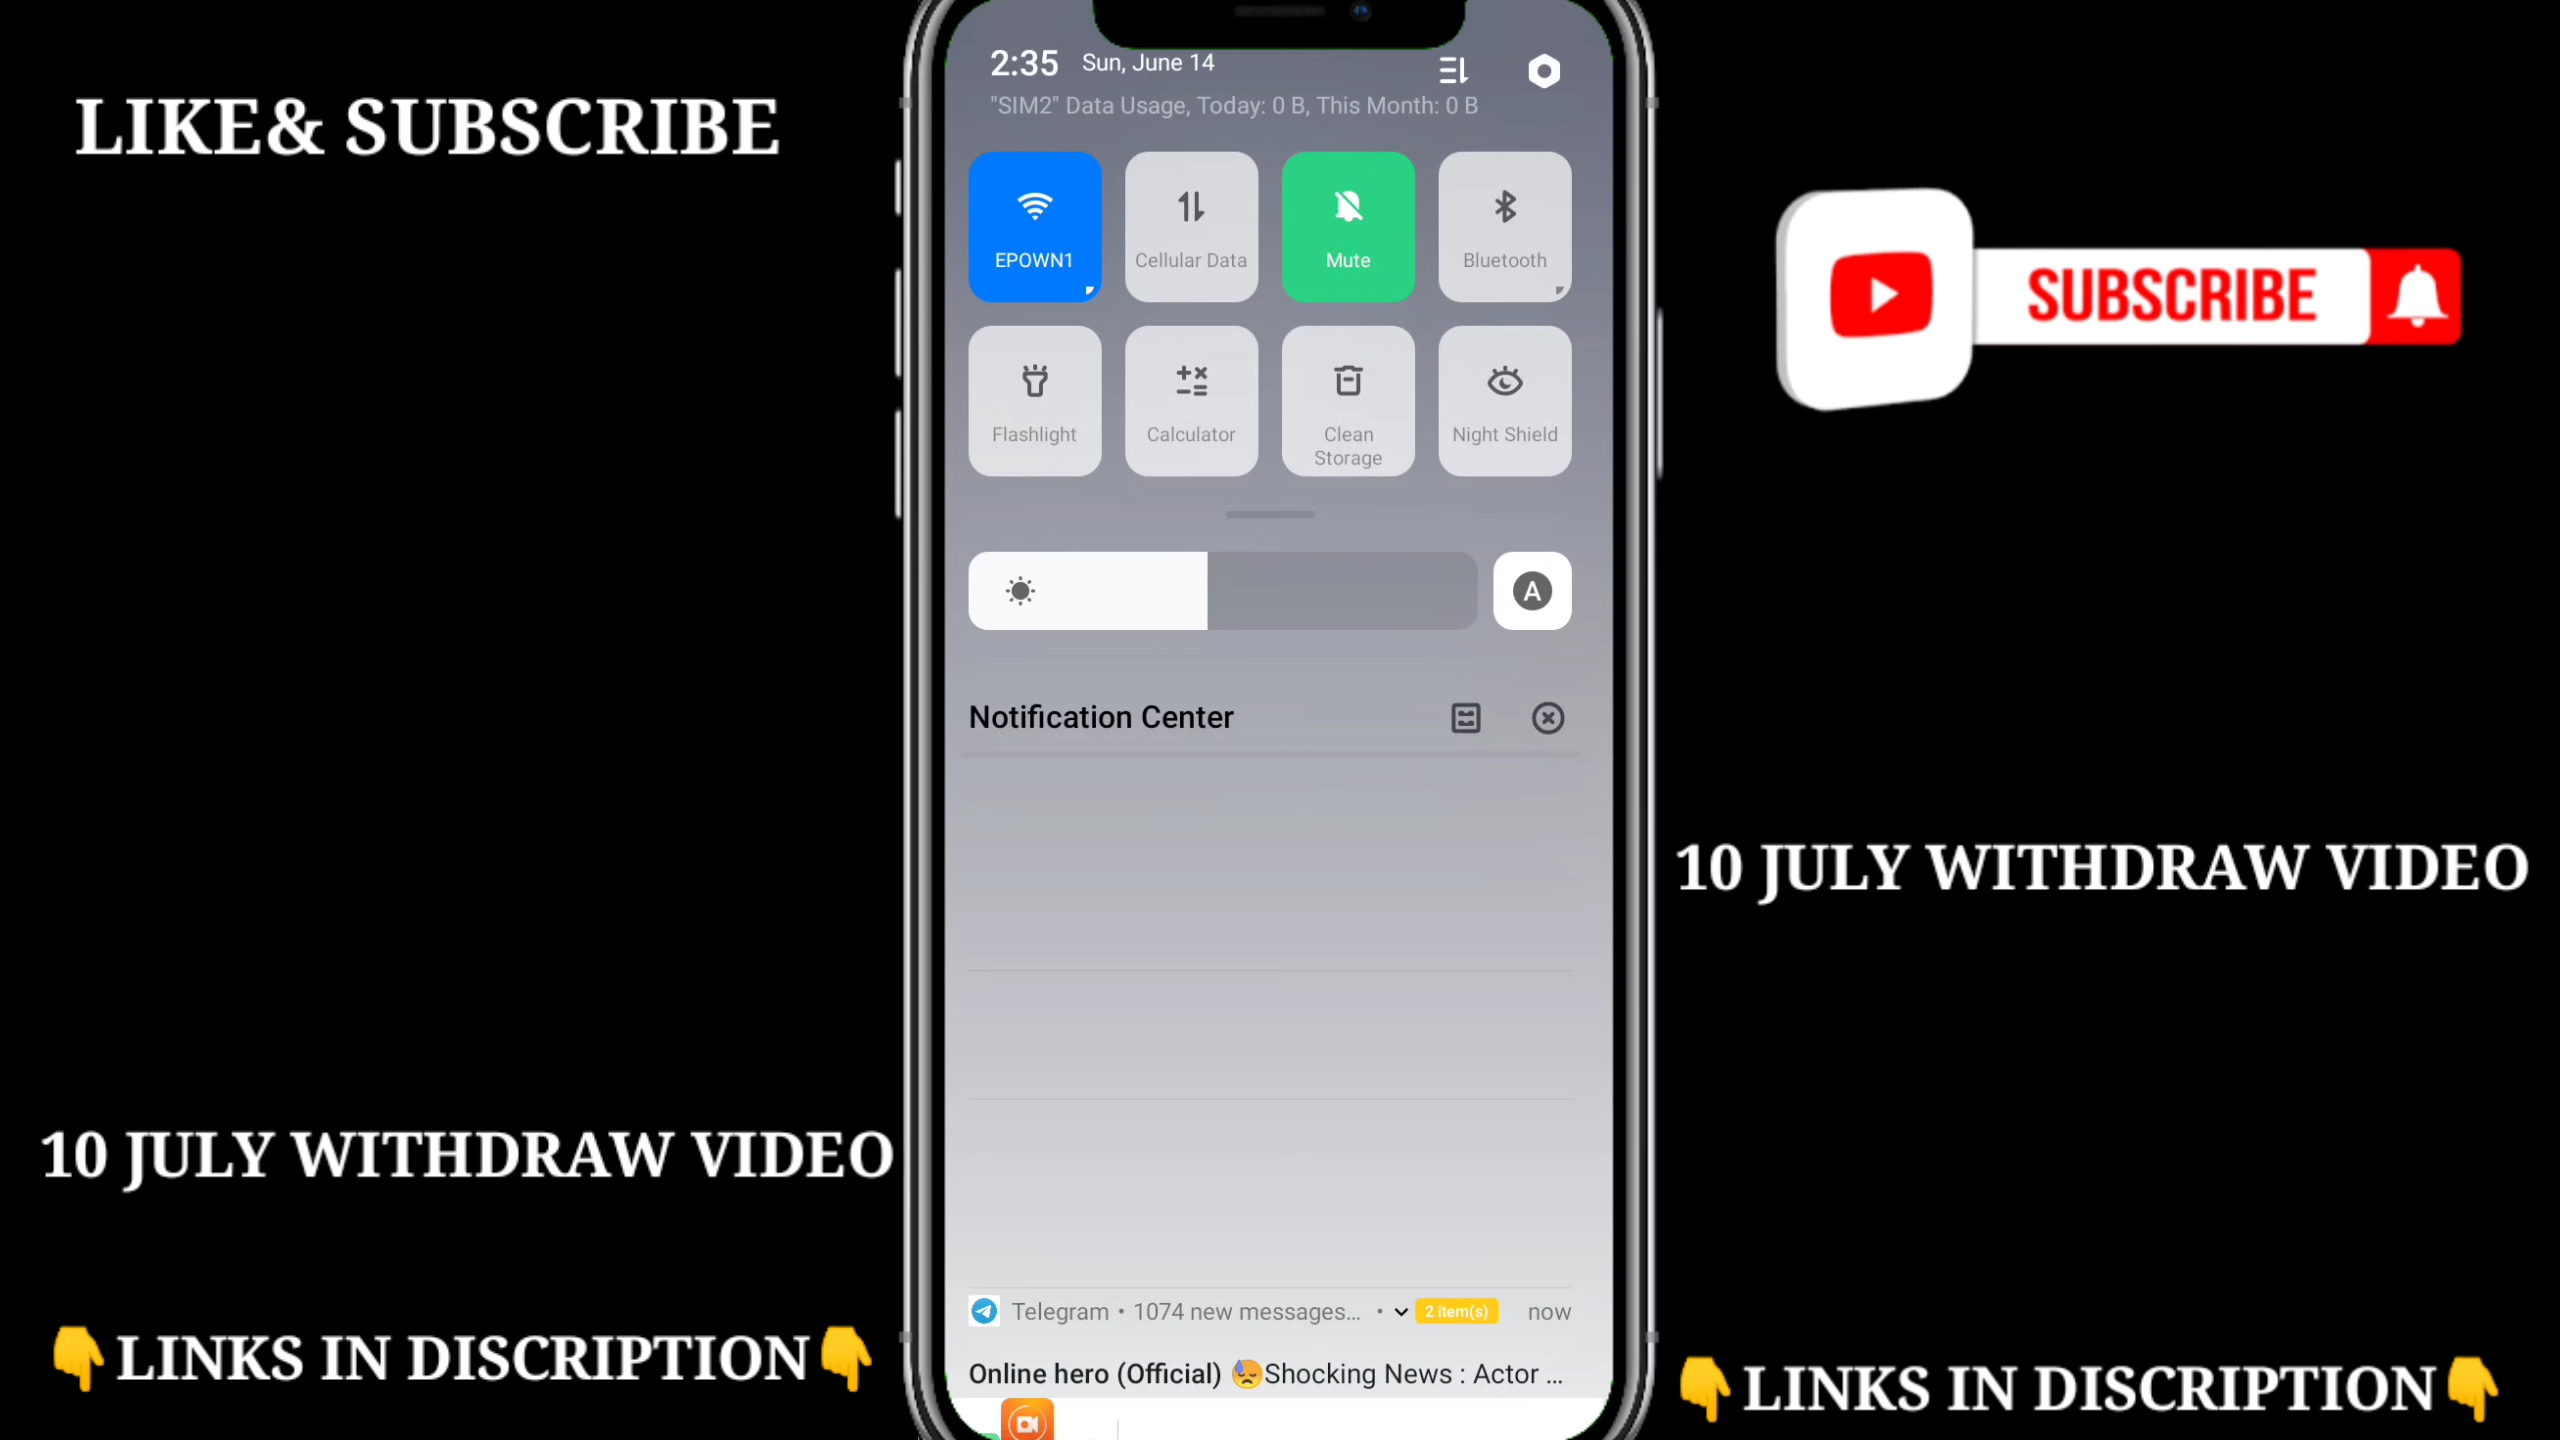 LIKE& SUBSCRIBE
2:35 Sun, June 14
"SIM2" Data Usage, Today: 0 B, This Month: 0 B
EPOWN1
Cellular Data
Mute
Bluetooth
SUBSCRIBE
Flashlight
Calculator
Clean
Storage
Night Shield
A
Notification Center
10 JULY WITHDRAW VIDEO
10 JULY WITHDRAW VIDEO
Telegram • 1074 new messages... • 2 item(s) now
Online hero (Official) 😓Shocking News : Actor ...
👇LINKS IN DISCRIPTION👇
👇LINKS IN DISCRIPTION👇